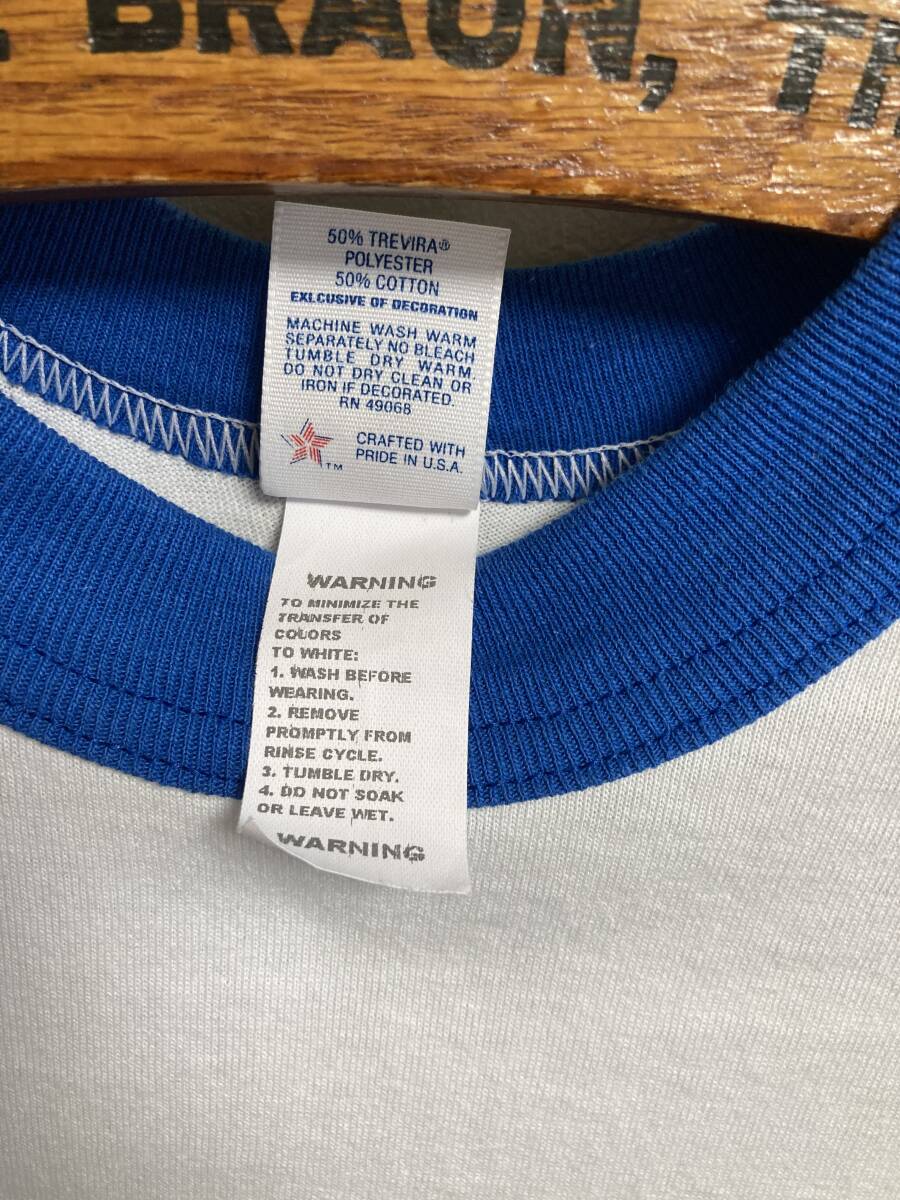 . BRAUN, TH
50% TREVIRA®
POLYESTER
50% COTTON
EXLCUSIVE OF DECORATION
MACHINE WASH WARM
SEPARATELY NO BLEACH
TUMBLE DRY WARM.
DO NOT DRY CLEAN OR
IRON IF DECORATED.
RN 49068
CRAFTED WITH
PRIDE IN U.S.A.
TM
WARNING
TO MINIMIZE THE
TRANSFER OF
COLORS
TO WHITE:
1. WASH BEFORE
WEARING.
2. REMOVE
PROMPTLY FROM
RINSE CYCLE.
3. TUMBLE DRY.
4. DO NOT SOAK
OR LEAVE WET.
WARNING